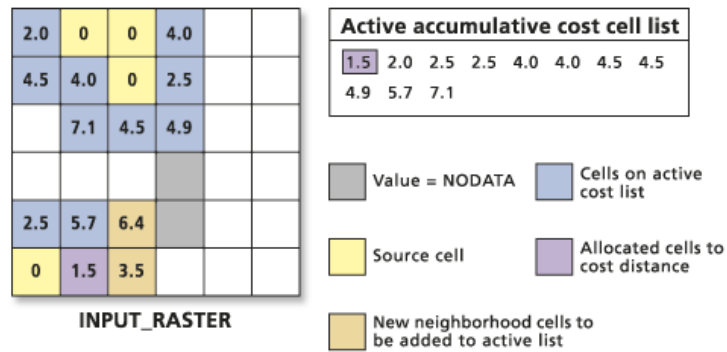 2.0 0 0 4.0
4.5 4.0 0 2.5
7.1 4.5 4.9
2.5 5.7 6.4
0 1.5 3.5
INPUT_RASTER
Active accumulative cost cell list
1.5 2.0 2.5 2.5 4.0 4.0 4.5 4.5
4.9 5.7 7.1
Value = NODATA
Cells on active
cost list
Source cell
Allocated cells to
cost distance
New neighborhood cells to
be added to active list